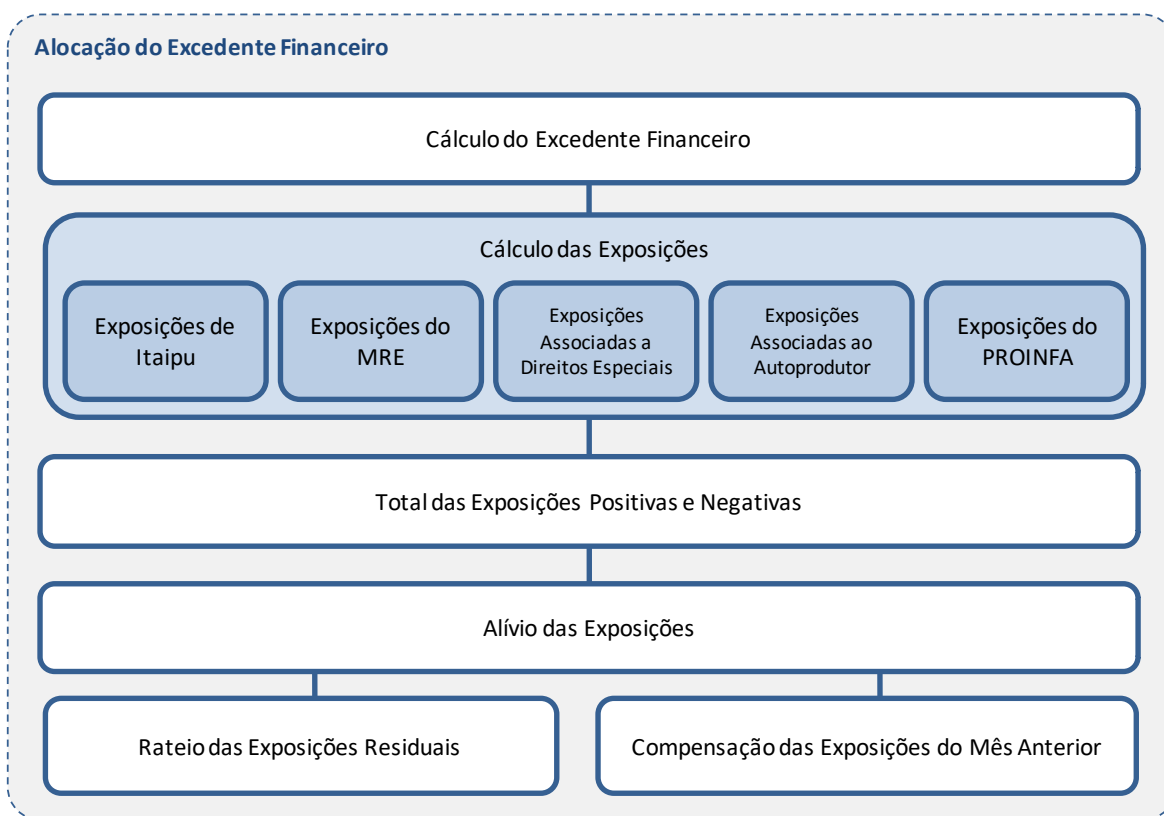 Alocação do Excedente Financeiro
Cálculo do Excedente Financeiro
Cálculo das Exposições
Exposições de
Itaipu
Exposições do
MRE
Exposições
Associadas a
Direitos Especiais
Exposições
Associadas ao
Autoprodutor
Exposições do
PROINFA
Total das Exposições Positivas e Negativas
Alívio das Exposições
Rateio das Exposições Residuais
Compensação das Exposições do Mês Anterior